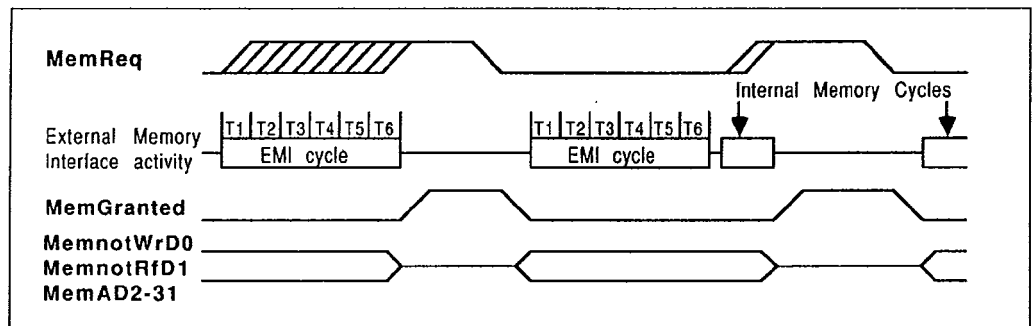 MemReq
Internal Memory Cycles
T1 T2 T3 T4 T5 T6 T1 T2 T3 T4 T5 T6
External Memory
Interface activity
EMI cycle EMI cycle
MemGranted
MemnotWrD0
MemnotRfD1
MemAD2-31